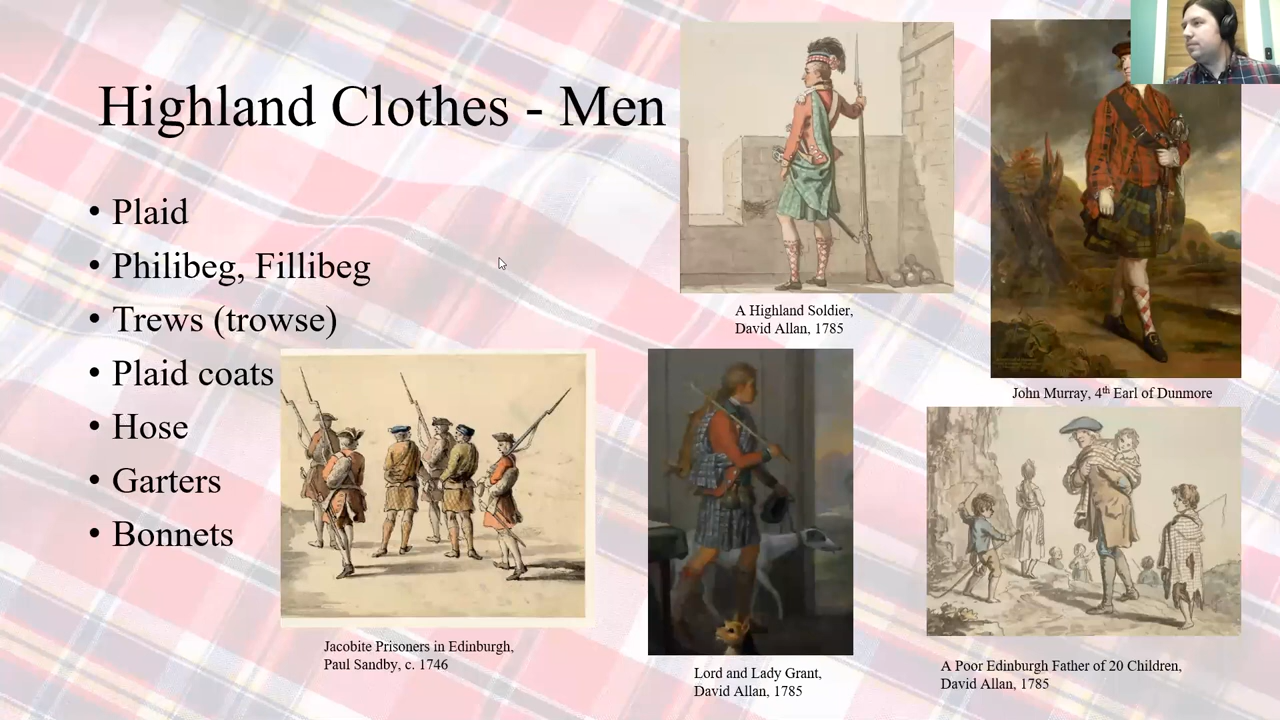 Highland Clothes - Men
• Plaid
• Philibeg, Fillibeg
• Trews (trowse)
• Plaid coats
• Hose
• Garters
• Bonnets
A Highland Soldier,
David Allan, 1785
John Murray, 4th Earl of Dunmore
Jacobite Prisoners in Edinburgh,
Paul Sandby, c. 1746
Lord and Lady Grant,
David Allan, 1785
A Poor Edinburgh Father of 20 Children,
David Allan, 1785